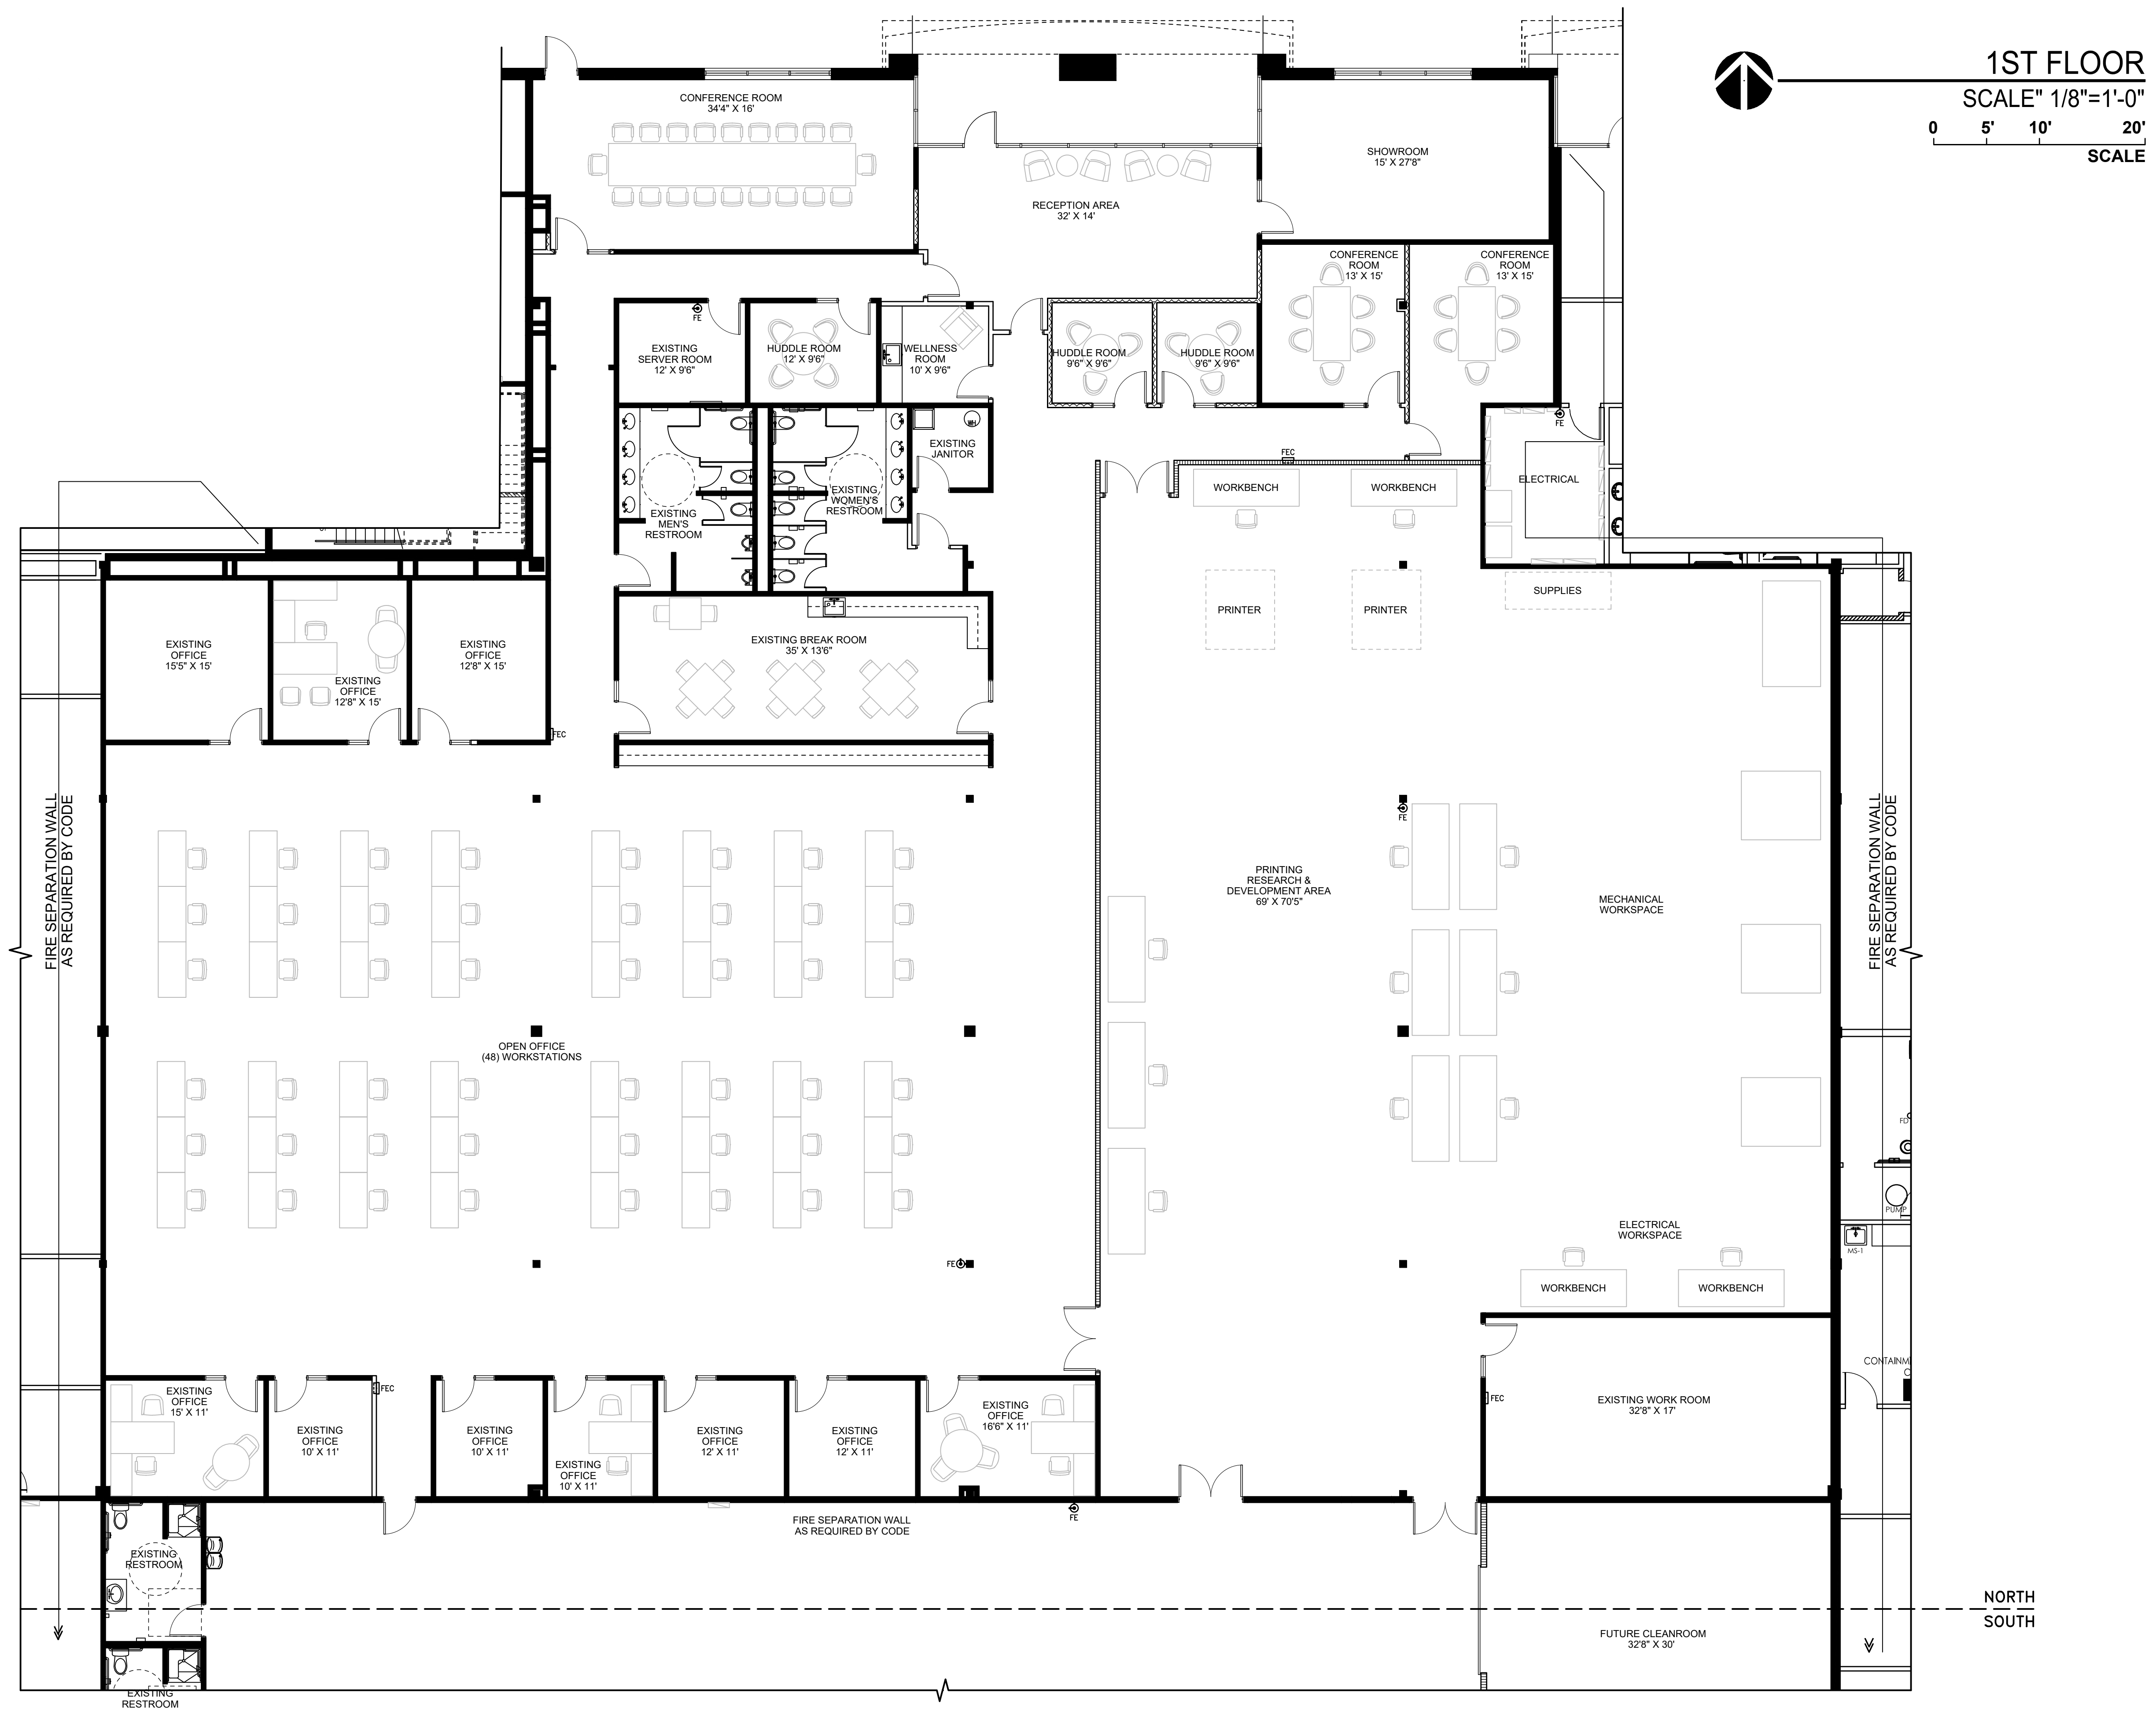 1ST FLOOR
SCALE" 1/8"=1'-0"
0 5' 10' 20'
SCALE
CONFERENCE ROOM
34'4" X 16'
SHOWROOM
15' X 27'8"
RECEPTION AREA
32' X 14'
CONFERENCE
ROOM
13' X 15'
CONFERENCE
ROOM
13' X 15'
FE
EXISTING
SERVER ROOM
12' X 9'6"
HUDDLE ROOM
12' X 9'6"
WELLNESS
ROOM
10' X 9'6"
HUDDLE ROOM
9'6" X 9'6"
HUDDLE ROOM
9'6" X 9'6"
WH
EXISTING
JANITOR
FE
FEC
ELECTRICAL
EXISTING
MEN'S
RESTROOM
EXISTING
WOMEN'S
RESTROOM
WORKBENCH
WORKBENCH
PRINTER
PRINTER
SUPPLIES
EXISTING
OFFICE
15'5" X 15'
EXISTING
OFFICE
12'8" X 15'
EXISTING
OFFICE
12'8" X 15'
EXISTING BREAK ROOM
35' X 13'6"
FEC
FIRE SEPARATION WALL
AS REQUIRED BY CODE
FE
PRINTING
RESEARCH &
DEVELOPMENT AREA
69' X 70'5"
MECHANICAL
WORKSPACE
FIRE SEPARATION WALL
AS REQUIRED BY CODE
OPEN OFFICE
(48) WORKSTATIONS
FD
PUMP
ELECTRICAL
WORKSPACE
MS-1
FE
WORKBENCH
WORKBENCH
CONTAINM
C
EXISTING
OFFICE
15' X 11'
EXISTING
OFFICE
10' X 11'
FEC
EXISTING
OFFICE
10' X 11'
EXISTING
OFFICE
10' X 11'
EXISTING
OFFICE
12' X 11'
EXISTING
OFFICE
12' X 11'
EXISTING
OFFICE
16'6" X 11'
FEC
EXISTING WORK ROOM
32'8" X 17'
FIRE SEPARATION WALL
AS REQUIRED BY CODE
FE
EXISTING
RESTROOM
NORTH
SOUTH
FUTURE CLEANROOM
32'8" X 30'
EXISTING
RESTROOM